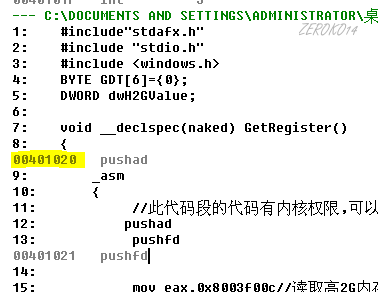 --- C:\DOCUMENTS AND SETTINGS\ADMINISTRATOR\桌
ZEROKO14
1: #include"stdafx.h"
2: #include "stdio.h"
3: #include <windows.h>
4: BYTE GDT[6]={0};
5: DWORD dwH2GValue;
6:
7: void __declspec(naked) GetRegister()
8: {
00401020 pushad
9: _asm
10: {
11: //此代码段的代码有内核权限,可以
12: pushad
13: pushfd
00401021 pushfd
14:
15: mov eax,0x8003f00c//读取高2G内存